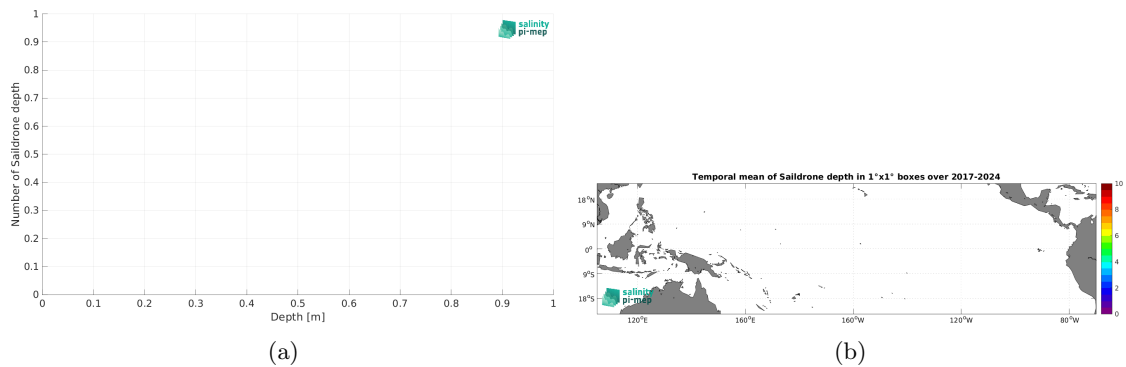 1
0.9
0.8
0.7
0.6
0.5
0.4
0.3
0.2
0.1
0
Number of Saildrone depth
0 0.1 0.2 0.3 0.4 0.5 0.6 0.7 0.8 0.9 1
Depth [m]
salinity
pi-mep
(a)
Temporal mean of Saildrone depth in 1°x1° boxes over 2017-2024
18°N
9°N
0°
9°S
18°S
120°E 160°E 160°W 120°W 80°W
10
8
6
4
2
0
salinity
pi-mep
(b)